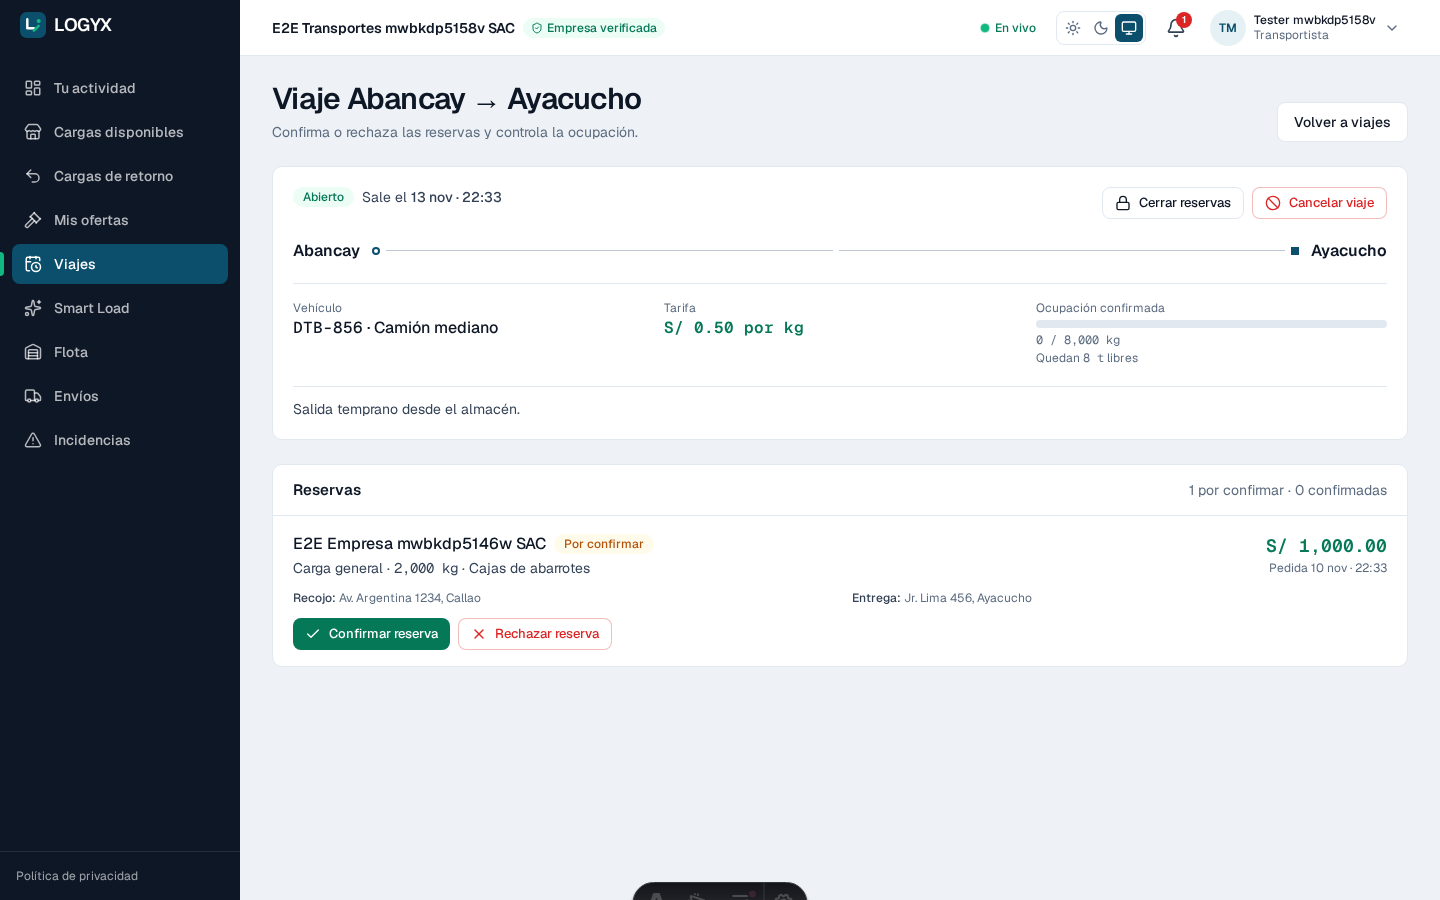 LOGYX
E2E Transportes mwbkdp5158v SAC Empresa verificada
En vivo
1
TM
Tester mwbkdp5158v
Transportista
Tu actividad
Cargas disponibles
Cargas de retorno
Mis ofertas
Viajes
Smart Load
Flota
Envíos
Incidencias
Política de privacidad
Viaje Abancay → Ayacucho
Confirma o rechaza las reservas y controla la ocupación.
Volver a viajes
Abierto Sale el 13 nov · 22:33
Cerrar reservas
Cancelar viaje
Abancay
Ayacucho
Vehículo
DTB-856 · Camión mediano
Tarifa
S/ 0.50 por kg
Ocupación confirmada
0 / 8,000 kg
Quedan 8 t libres
Salida temprano desde el almacén.
Reservas
1 por confirmar · 0 confirmadas
E2E Empresa mwbkdp5146w SAC Por confirmar
S/ 1,000.00
Carga general · 2,000 kg · Cajas de abarrotes
Pedida 10 nov · 22:33
Recojo: Av. Argentina 1234, Callao
Entrega: Jr. Lima 456, Ayacucho
Confirmar reserva
Rechazar reserva